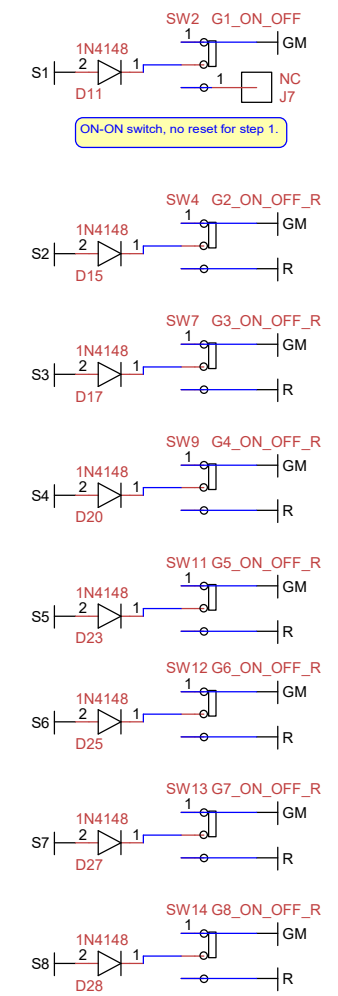 SW2 G1_ON_OFF
1 GM
1N4148
S1 2 1 1 NC
D11 J7
ON-ON switch, no reset for step 1.
SW4 G2_ON_OFF_R
1 GM
1N4148
S2 2 1
D15 R
SW7 G3_ON_OFF_R
1 GM
1N4148
S3 2 1
D17 R
SW9 G4_ON_OFF_R
1 GM
1N4148
S4 2 1
D20 R
SW11 G5_ON_OFF_R
1 GM
1N4148
S5 2 1
D23 R
SW12 G6_ON_OFF_R
1 GM
1N4148
S6 2 1
D25 R
SW13 G7_ON_OFF_R
1 GM
1N4148
S7 2 1
D27 R
SW14 G8_ON_OFF_R
1 GM
1N4148
S8 2 1
D28 R